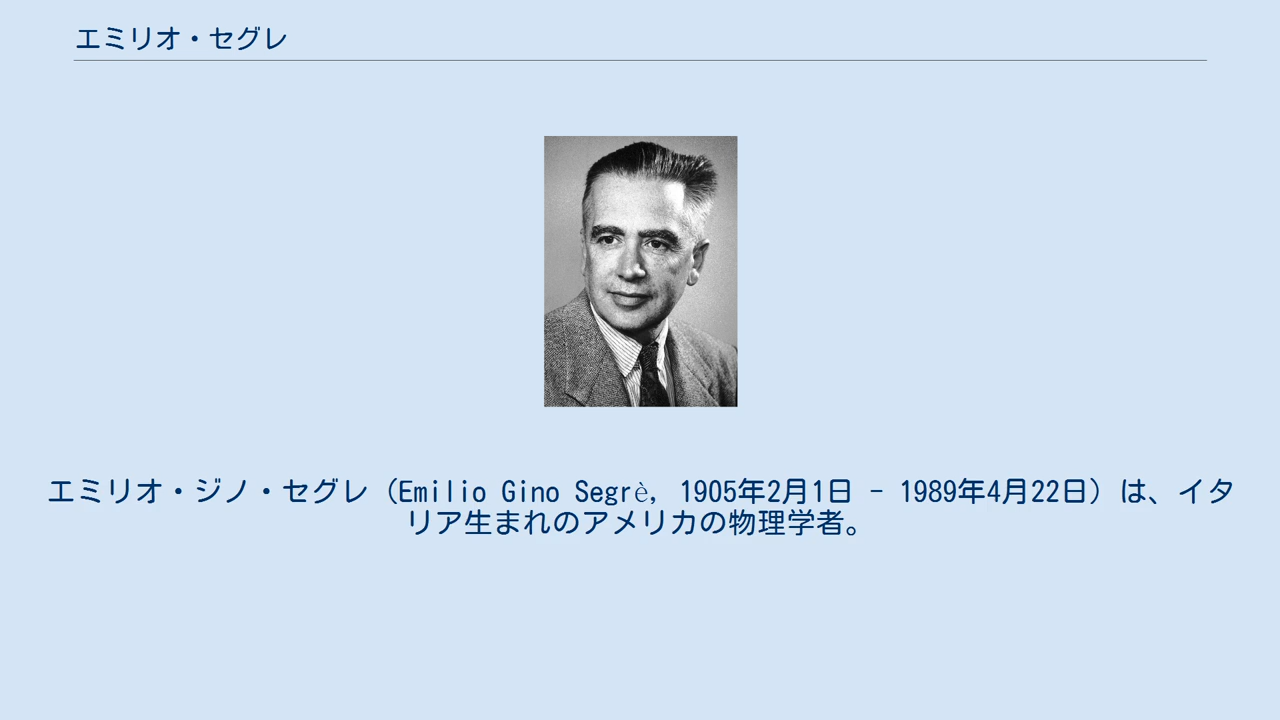 エミリオ・セグレ
エミリオ・ジノ・セグレ（Emilio Gino Segrè, 1905年2月1日 - 1989年4月22日）は、イタ
リア生まれのアメリカの物理学者。